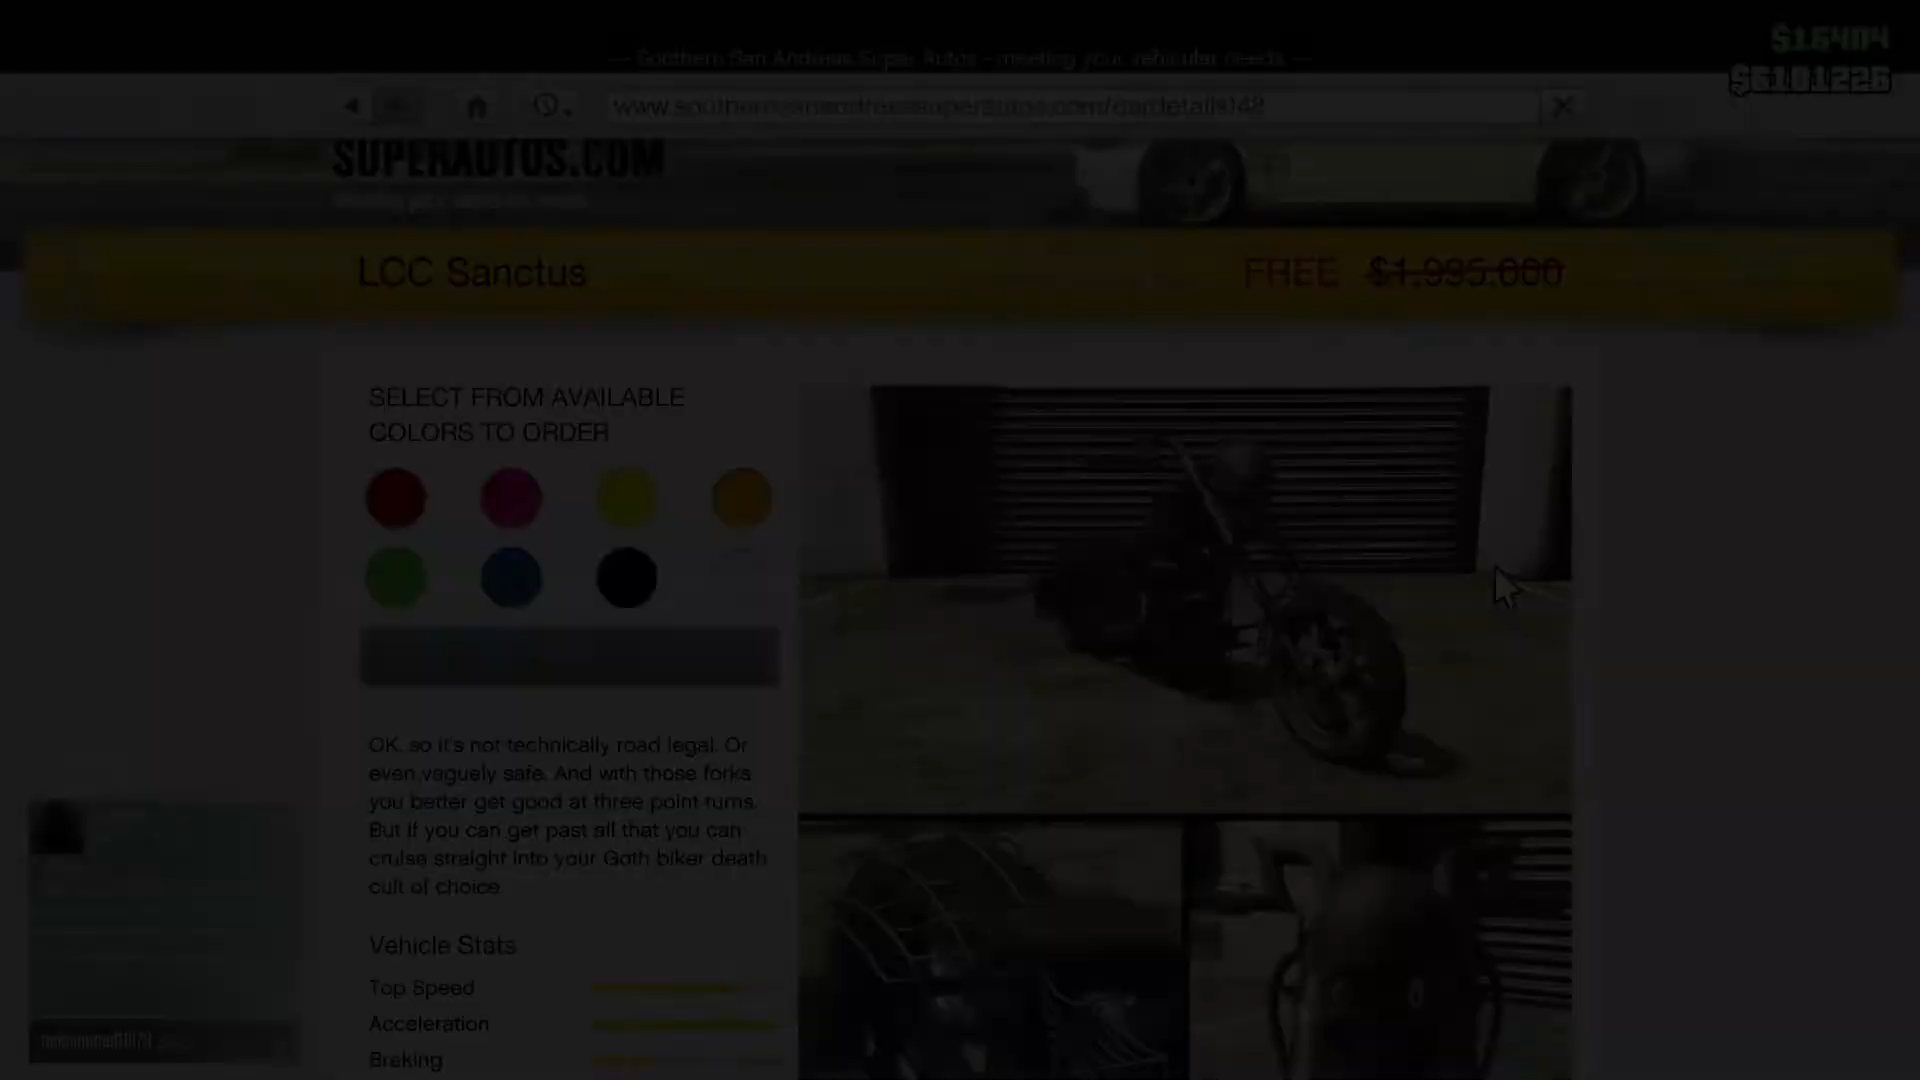 — Southern San Andreas Super Autos - meeting your vehicular needs —
$16404
$6101226
www.southernsanandreassuperautos.com/cardetails142
SUPERAUTOS.COM
LCC Sanctus
FREE $1,995,000
SELECT FROM AVAILABLE
COLORS TO ORDER
OK, so it's not technically road legal. Or
even vaguely safe. And with those forks
you better get good at three point turns.
But if you can get past all that you can
cruise straight into your Goth biker death
cult of choice.
Vehicle Stats
Top Speed
Acceleration
Braking